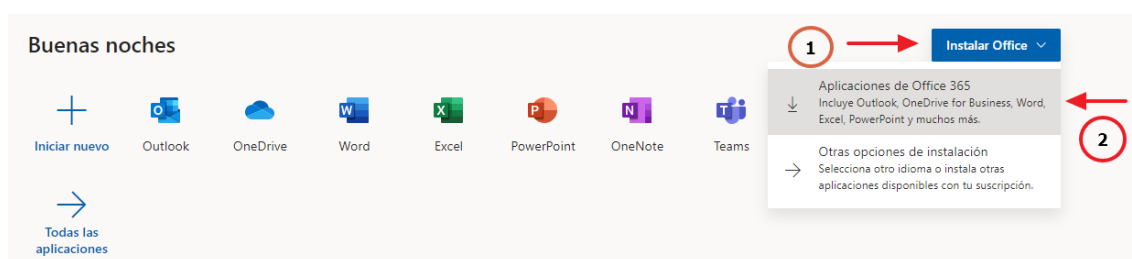 Buenas noches
1
Instalar Office
Aplicaciones de Office 365
Incluye Outlook, OneDrive for Business, Word,
Excel, PowerPoint y muchos más.
2
Iniciar nuevo
Outlook
OneDrive
Word
Excel
PowerPoint
OneNote
Teams
Otras opciones de instalación
Selecciona otro idioma o instala otras
aplicaciones disponibles con tu suscripción.
Todas las
aplicaciones